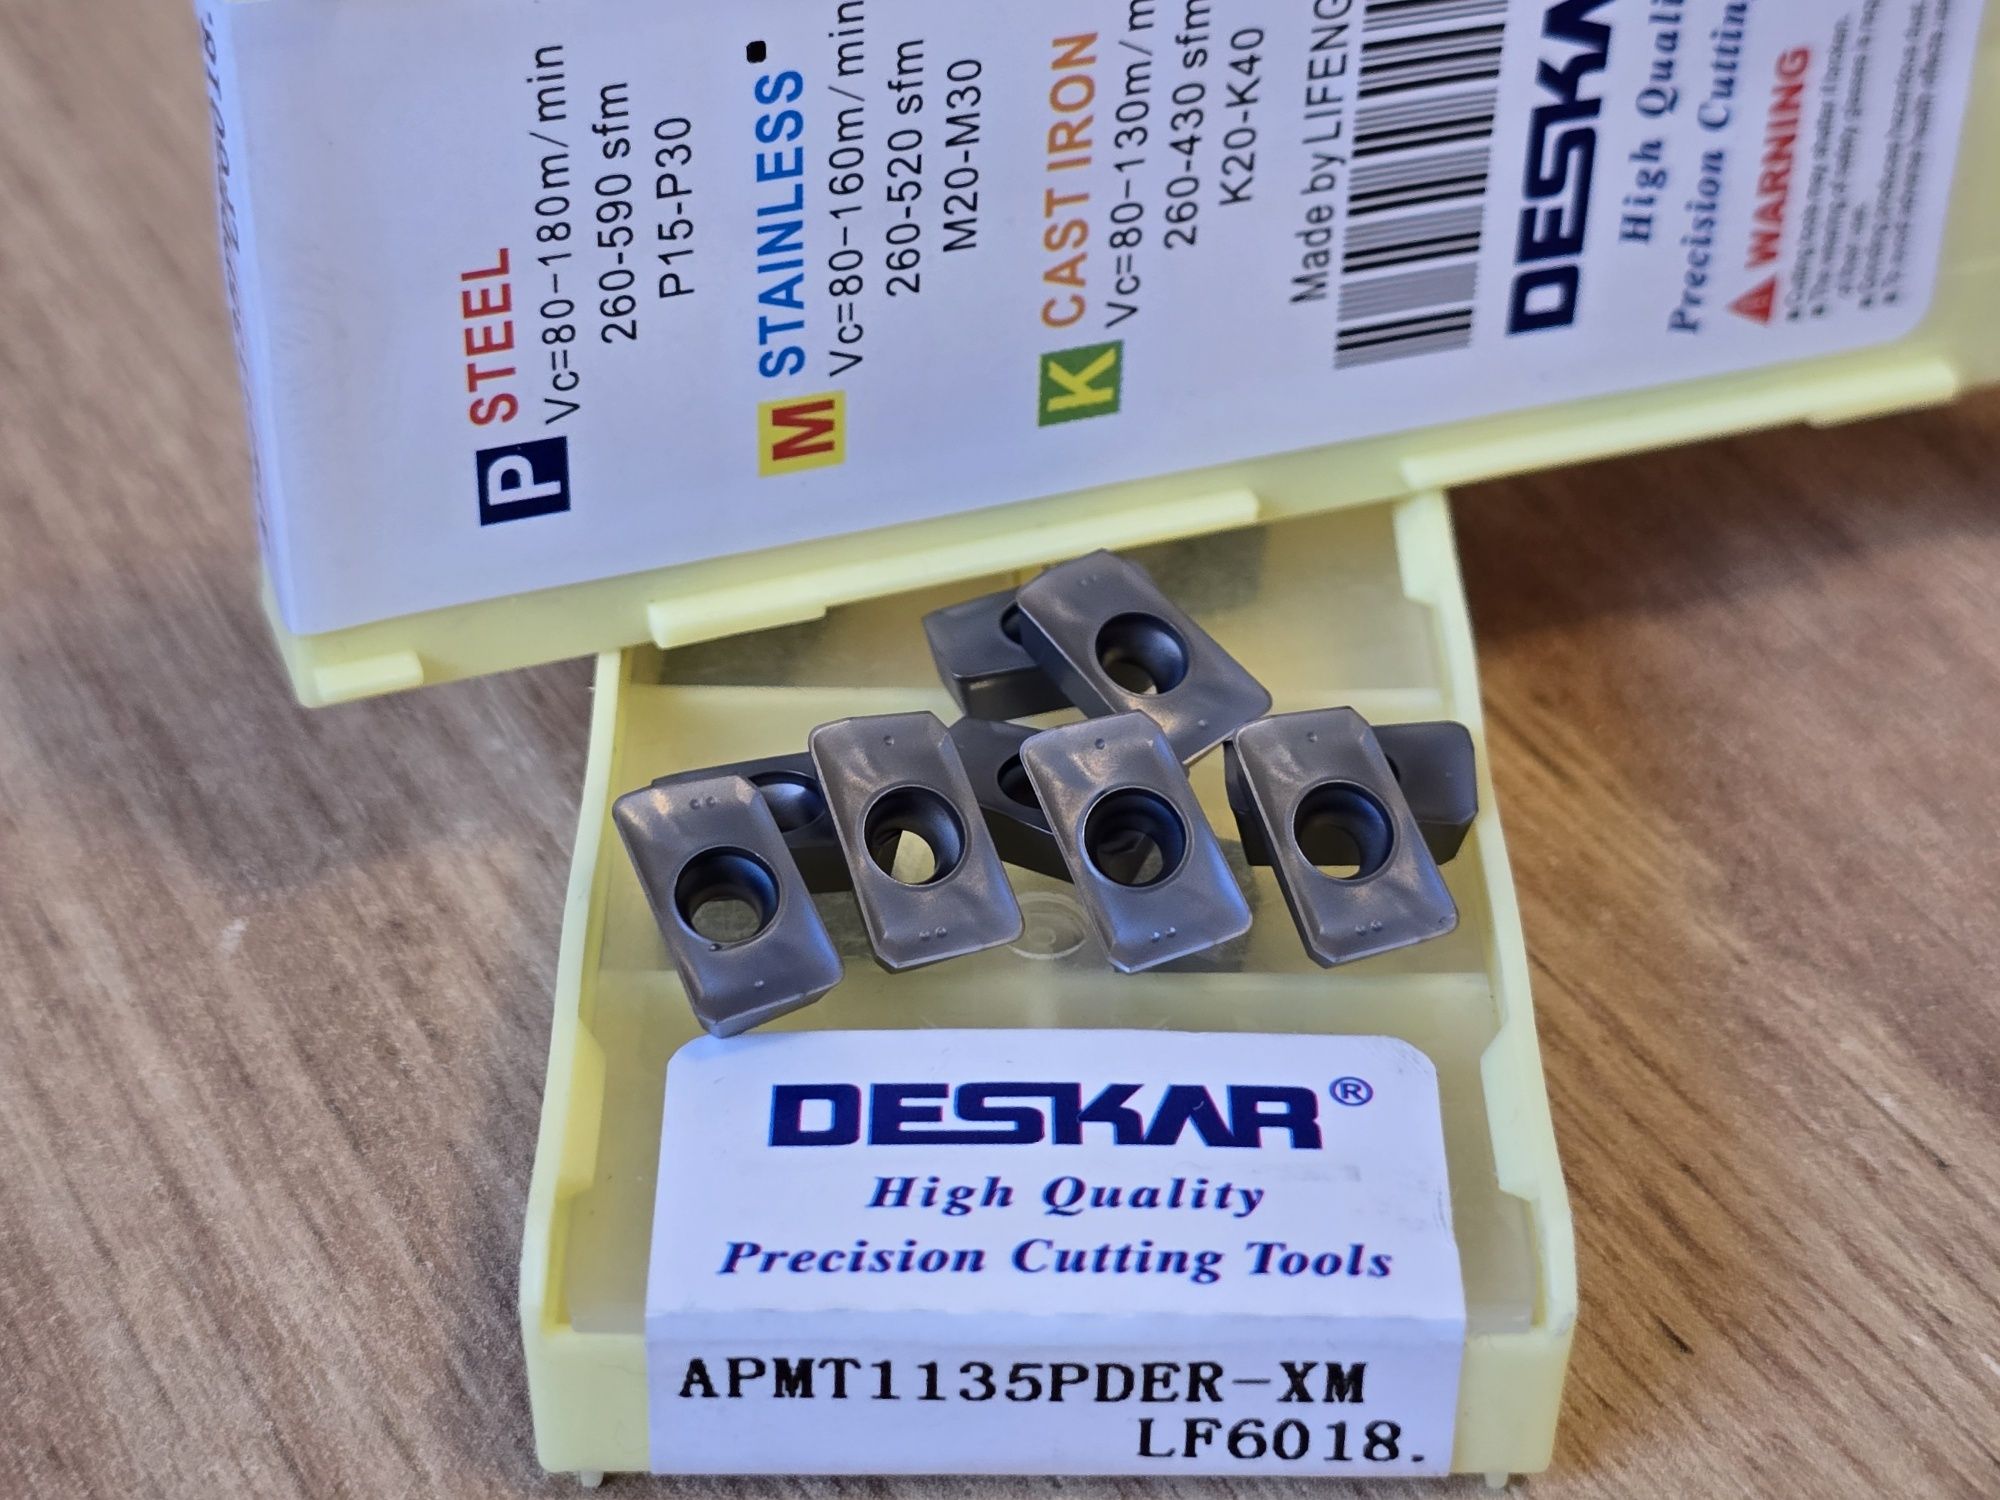 P STEEL
Vc=80-180m/min
260-590 sfm
P15-P30
M STAINLESS
Vc=80-160m/min
260-520 sfm
M20-M30
K CAST IRON
Vc=80-130m/m
260-430 sfm
K20-K40
Made by LIFENG
DESKA
High Quali
Precision Cutting
WARNING
DESKAR®
High Quality
Precision Cutting Tools
APMT1135PDER-XM
LF6018.